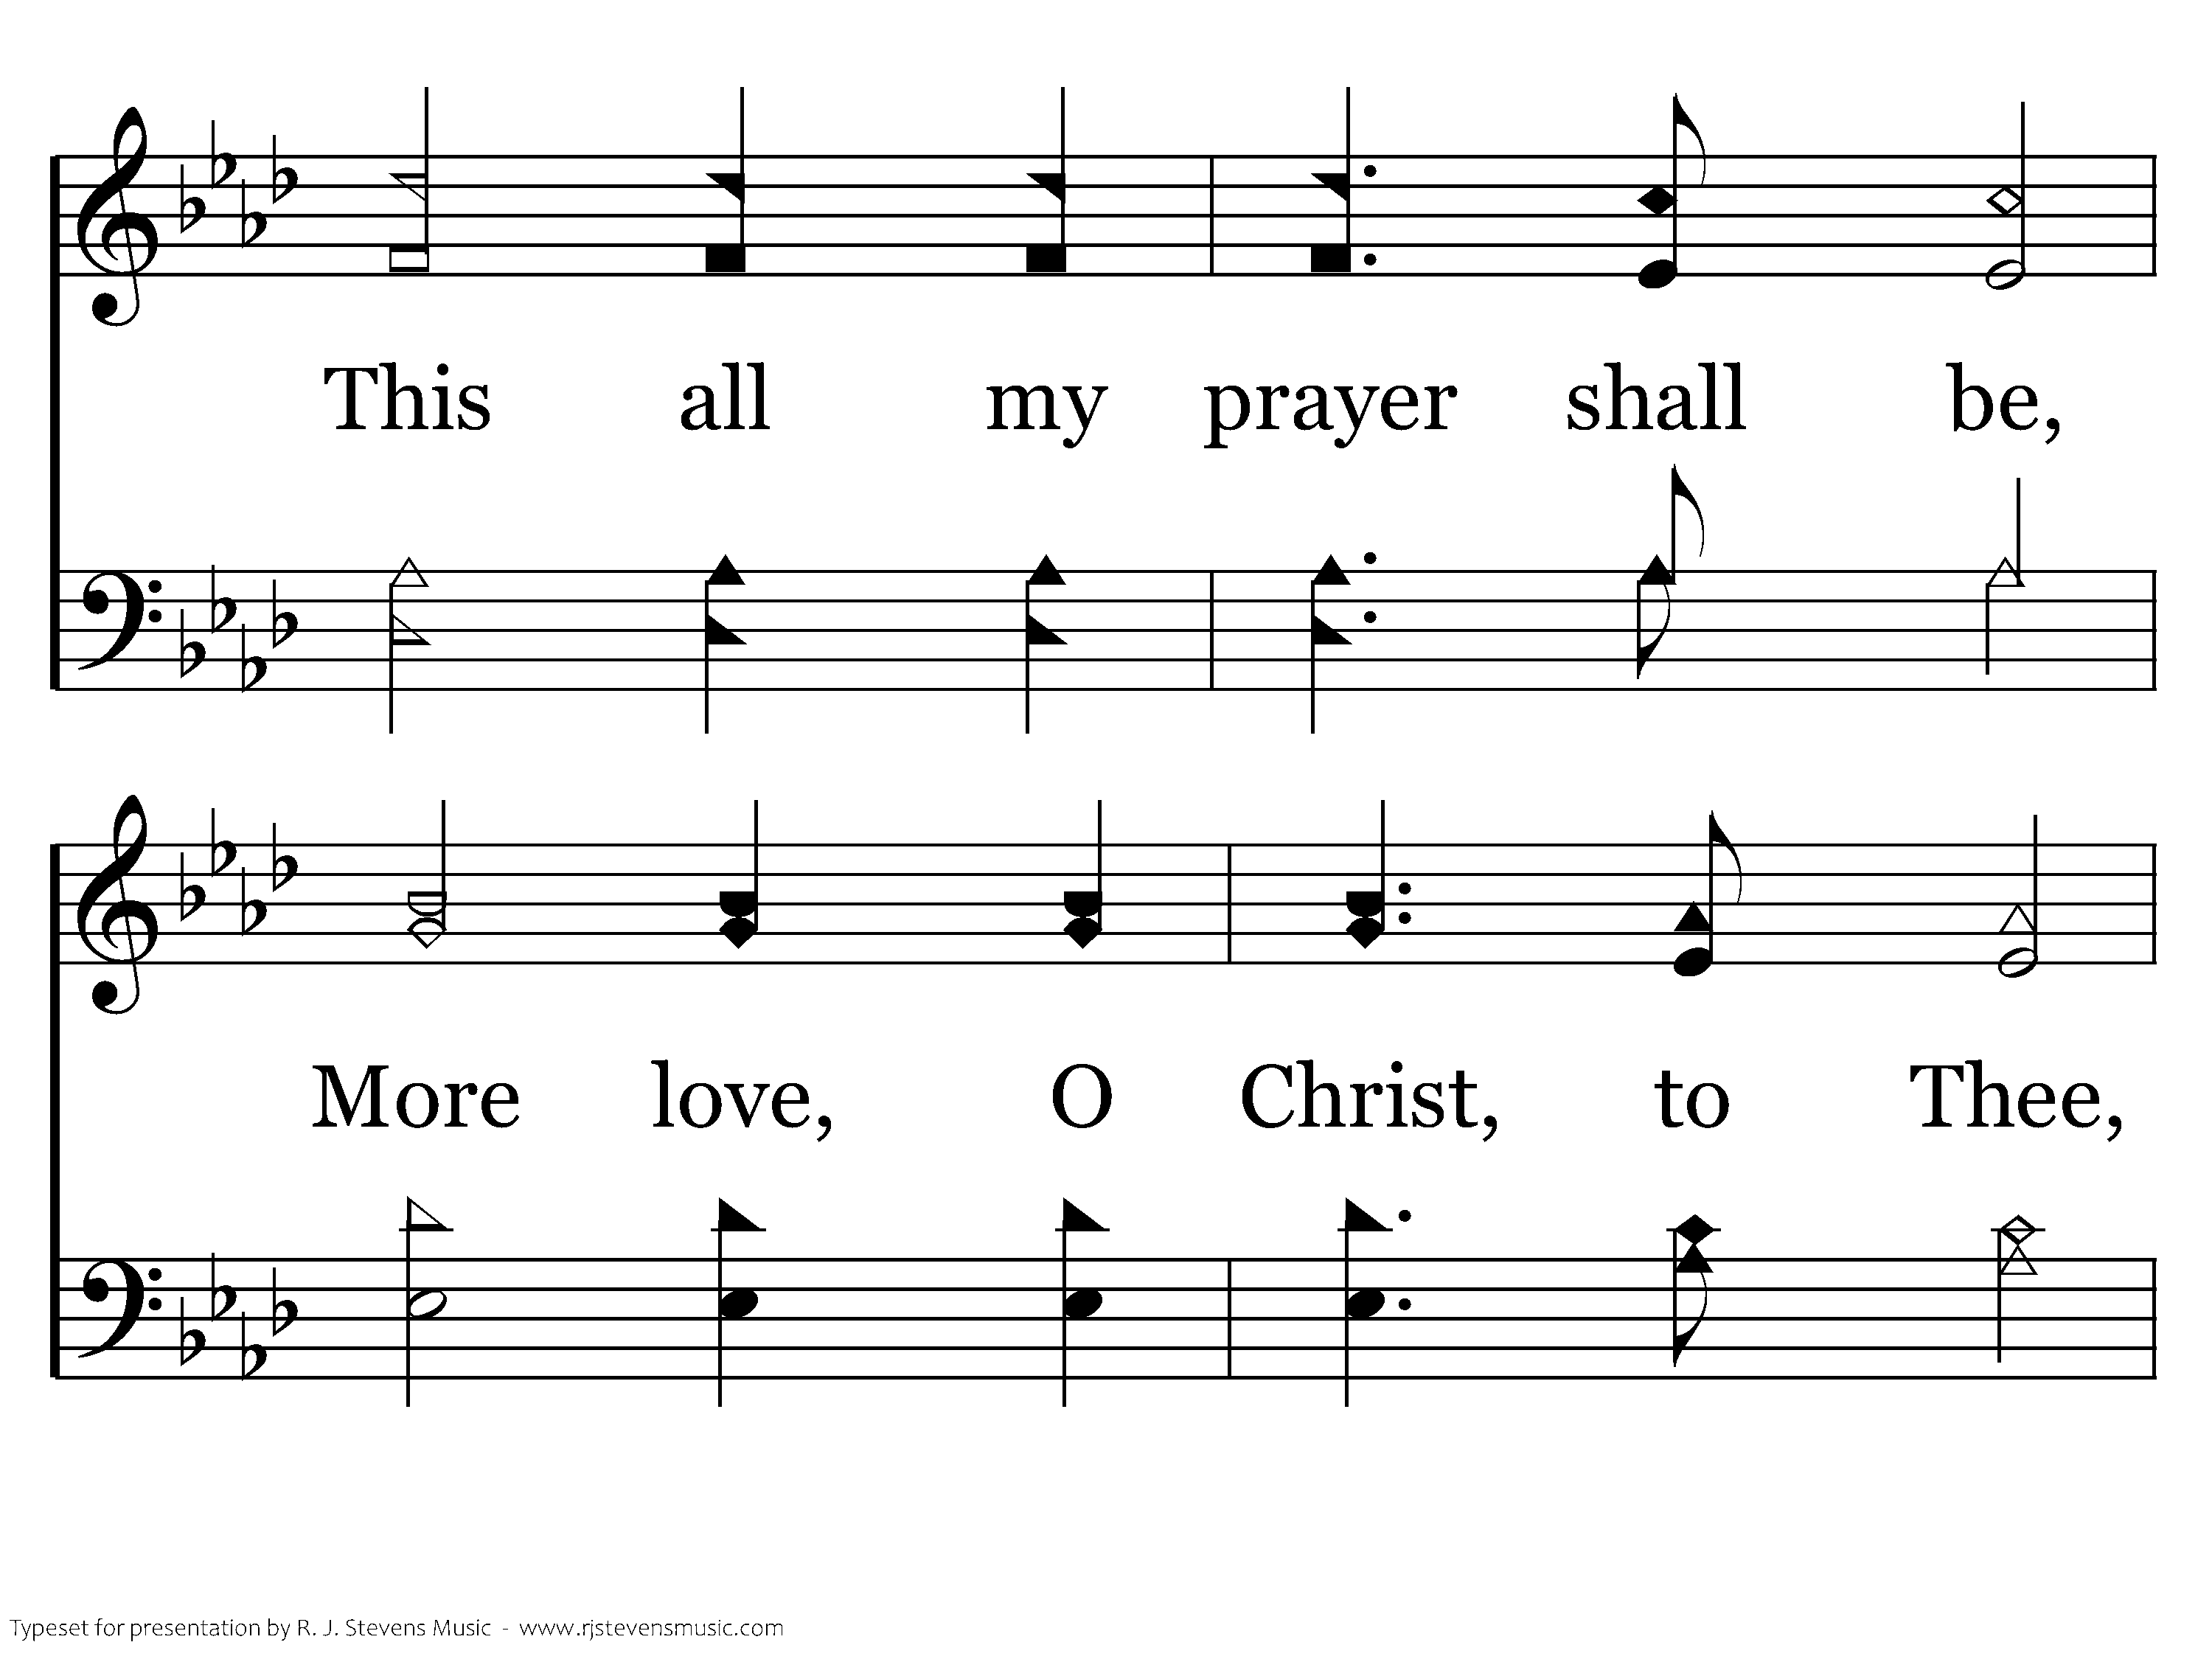 This all my prayer shall be,
More love, O Christ, to Thee,
Typeset for presentation by R. J. Stevens Music - www.rjstevensmusic.com